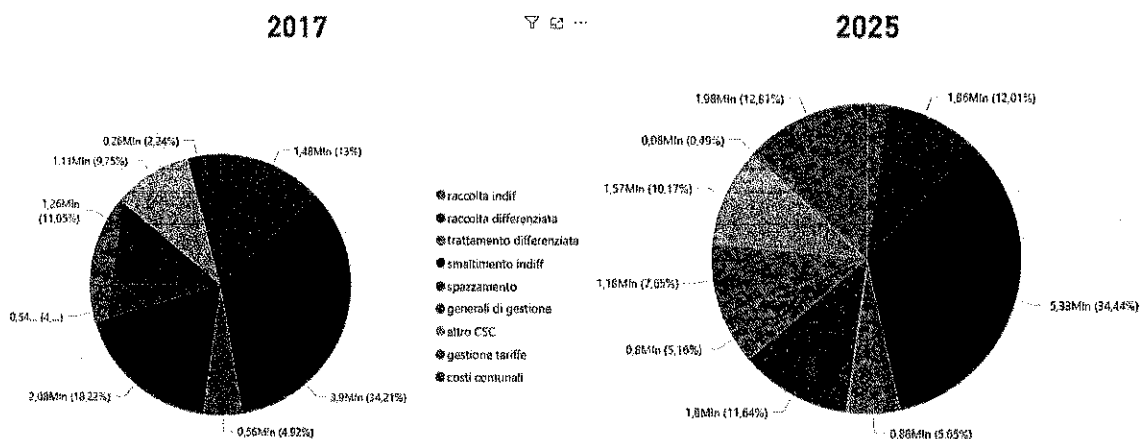 2017
0,26Mln (2,24%)
1,11Mln (9,75%)
1,48Mln (13%)
1,26Mln
(11,05%)
0,54... (4,...)
2,08Mln (18,22%)
0,56Mln (4,92%)
3,9Mln (34,21%)
raccolta indif
raccolta differenziata
trattamento differenziata
smaltimento indiff
spazzamento
generali di gestione
altro CSC
gestione tariffe
costi comunali
2025
1,98Mln (12,81%)
1,86Mln (12,01%)
0,08Mln (0,49%)
1,57Mln (10,17%)
1,18Mln (7,65%)
0,8Mln (5,16%)
1,8Mln (11,64%)
5,33Mln (34,44%)
(5,65%)